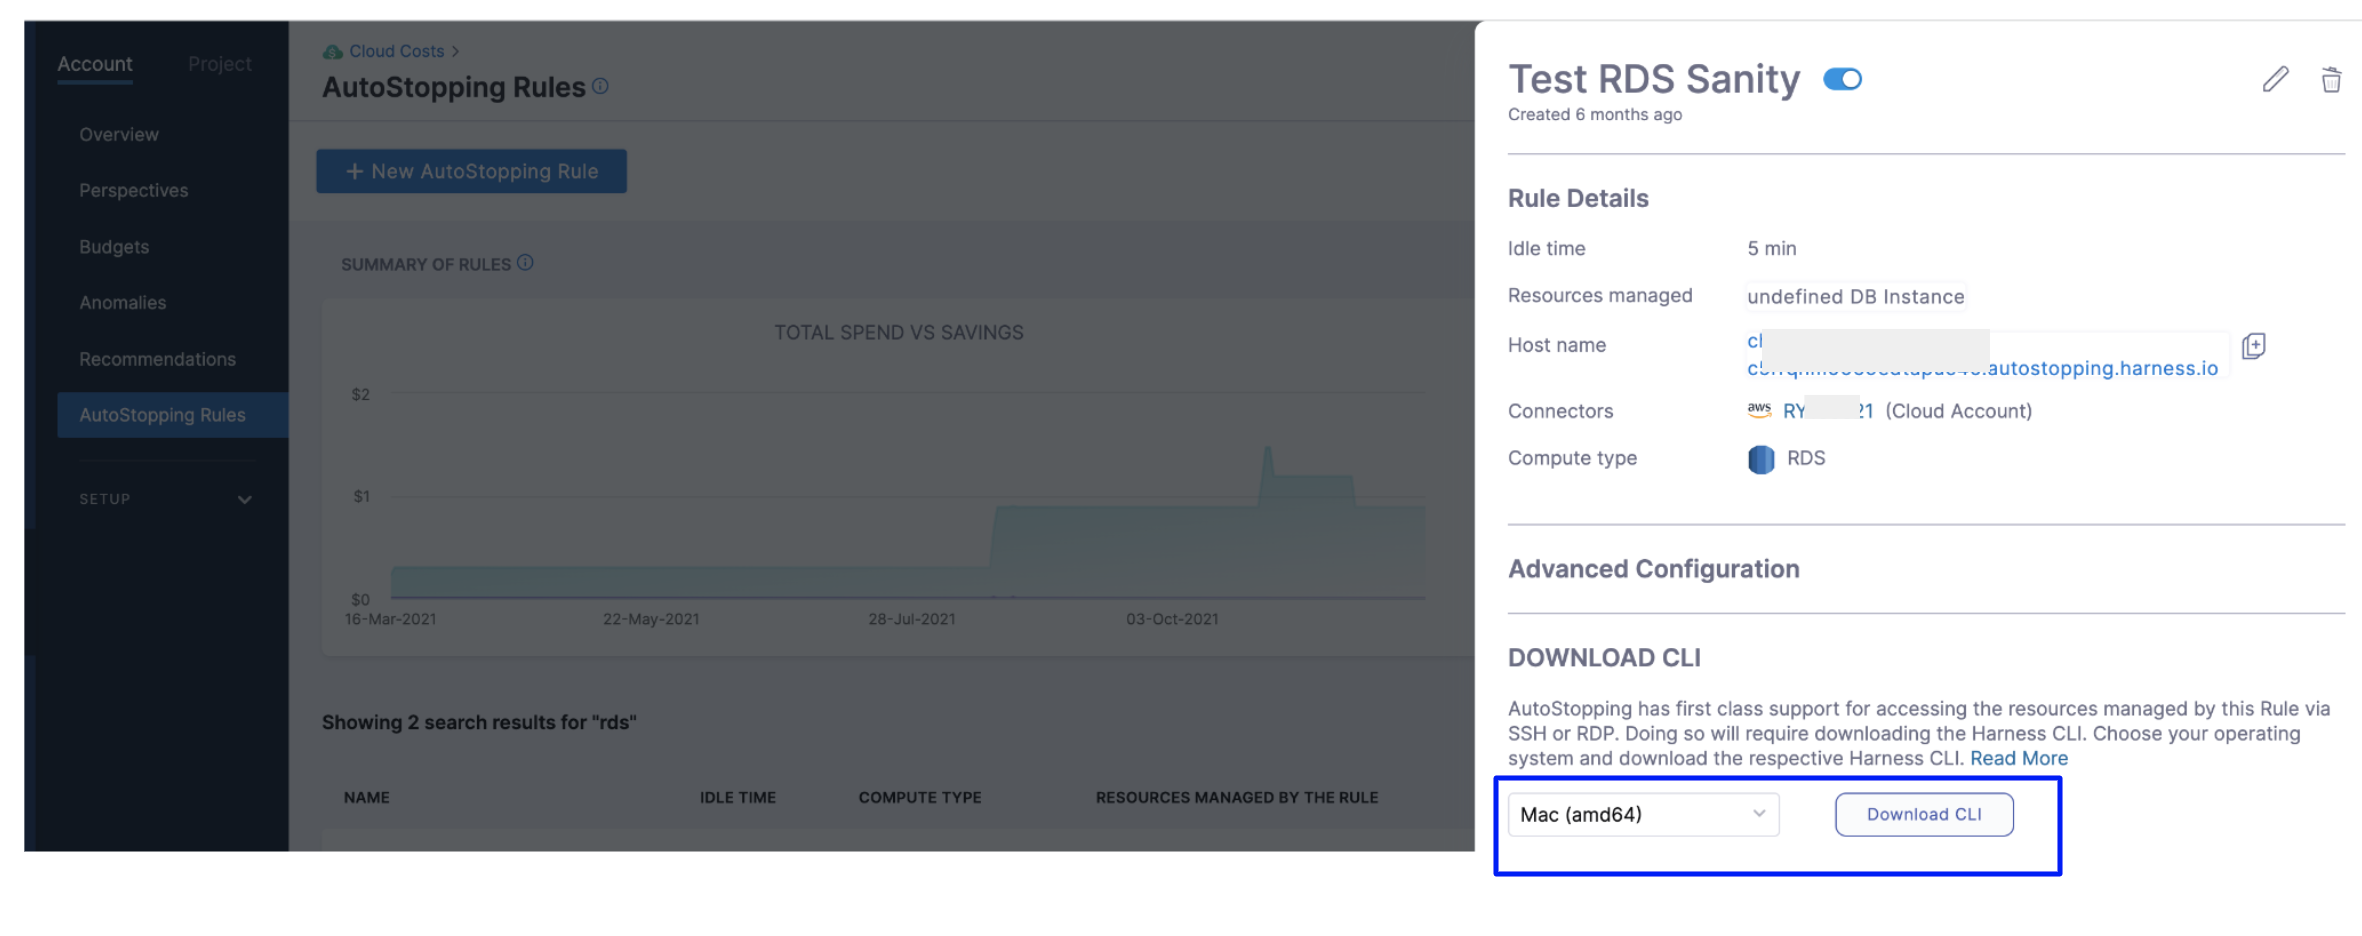 Account Project
Overview
Perspectives
Budgets
Anomalies
Recommendations
AutoStopping Rules
SETUP
Cloud Costs >
AutoStopping Rules
+ New AutoStopping Rule
SUMMARY OF RULES
TOTAL SPEND VS SAVINGS
$2
$1
$0
16-Mar-2021 22-May-2021 28-Jul-2021 03-Oct-2021
Showing 2 search results for "rds"
NAME IDLE TIME COMPUTE TYPE RESOURCES MANAGED BY THE RULE
Test RDS Sanity
Created 6 months ago
Rule Details
Idle time 5 min
Resources managed undefined DB Instance
Host name
.autostopping.harness.io
Connectors aws RY 21 (Cloud Account)
Compute type RDS
Advanced Configuration
DOWNLOAD CLI
AutoStopping has first class support for accessing the resources managed by this Rule via
SSH or RDP. Doing so will require downloading the Harness CLI. Choose your operating
system and download the respective Harness CLI. Read More
Mac (amd64) Download CLI